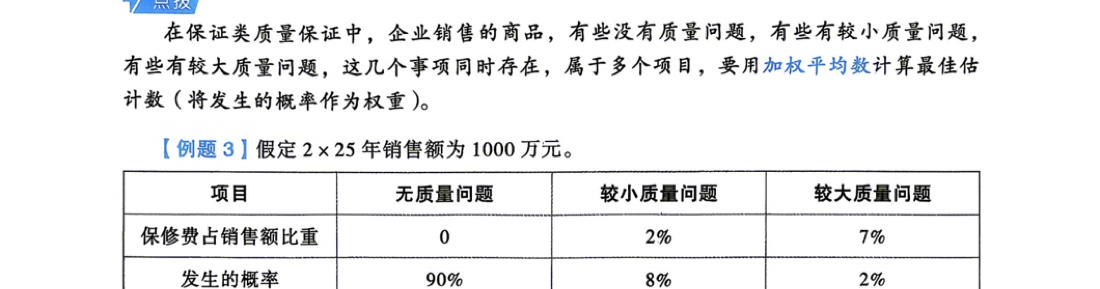 点拨
在保证类质量保证中，企业销售的商品，有些没有质量问题，有些有较小质量问题，
有些有较大质量问题，这几个事项同时存在，属于多个项目，要用加权平均数计算最佳估
计数（将发生的概率作为权重）。
【例题3】假定2×25年销售额为1000万元。
项目 无质量问题 较小质量问题 较大质量问题
保修费占销售额比重 0 2% 7%
发生的概率 90% 8% 2%